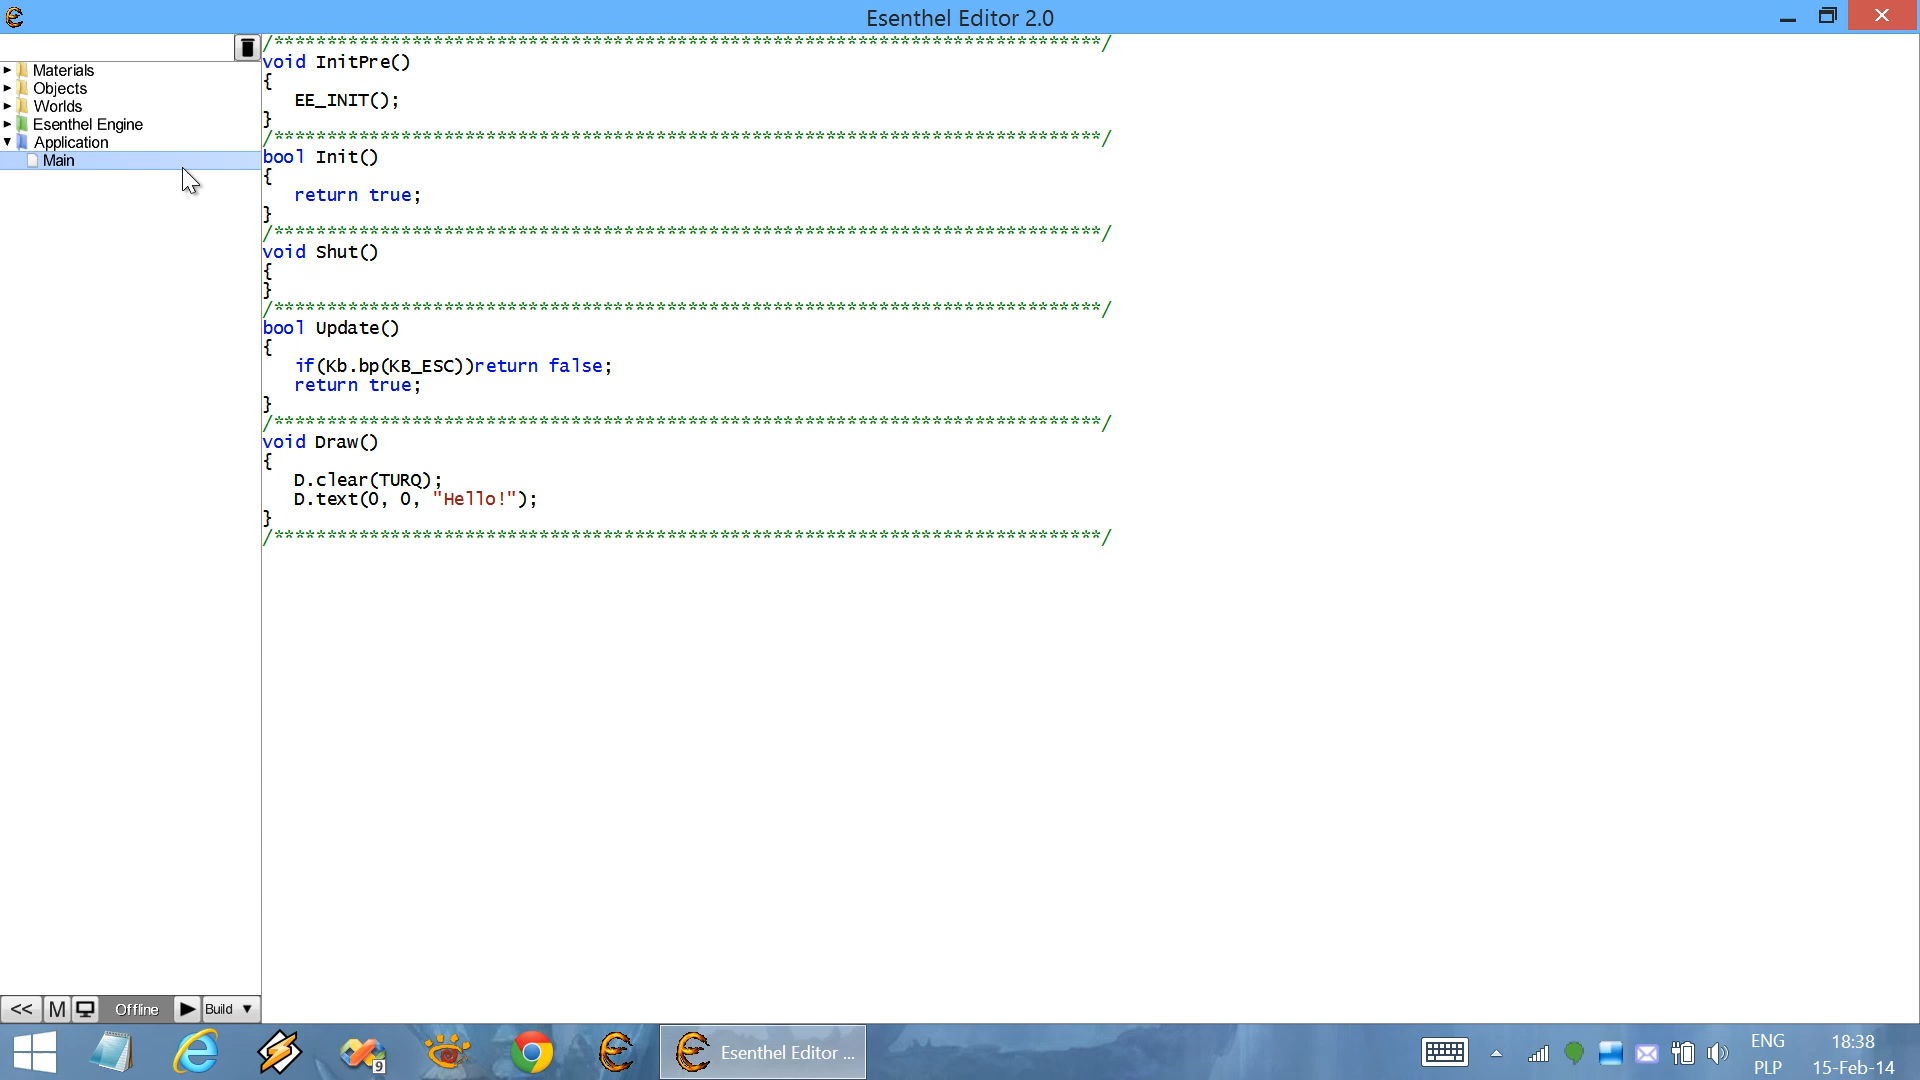 Esenthel Editor 2.0
Materials
Objects
Worlds
Esenthel Engine
Application
Main
/******************************************************************************/
void InitPre()
{
   EE_INIT();
}
/******************************************************************************/
bool Init()
{
   return true;
}
/******************************************************************************/
void Shut()
{
}
/******************************************************************************/
bool Update()
{
   if(Kb.bp(KB_ESC))return false;
   return true;
}
/******************************************************************************/
void Draw()
{
   D.clear(TURQ);
   D.text(0, 0, "Hello!");
}
/******************************************************************************/
<< M Offline Build
9
Esenthel Editor ...
ENG
PLP
18:38
15-Feb-14